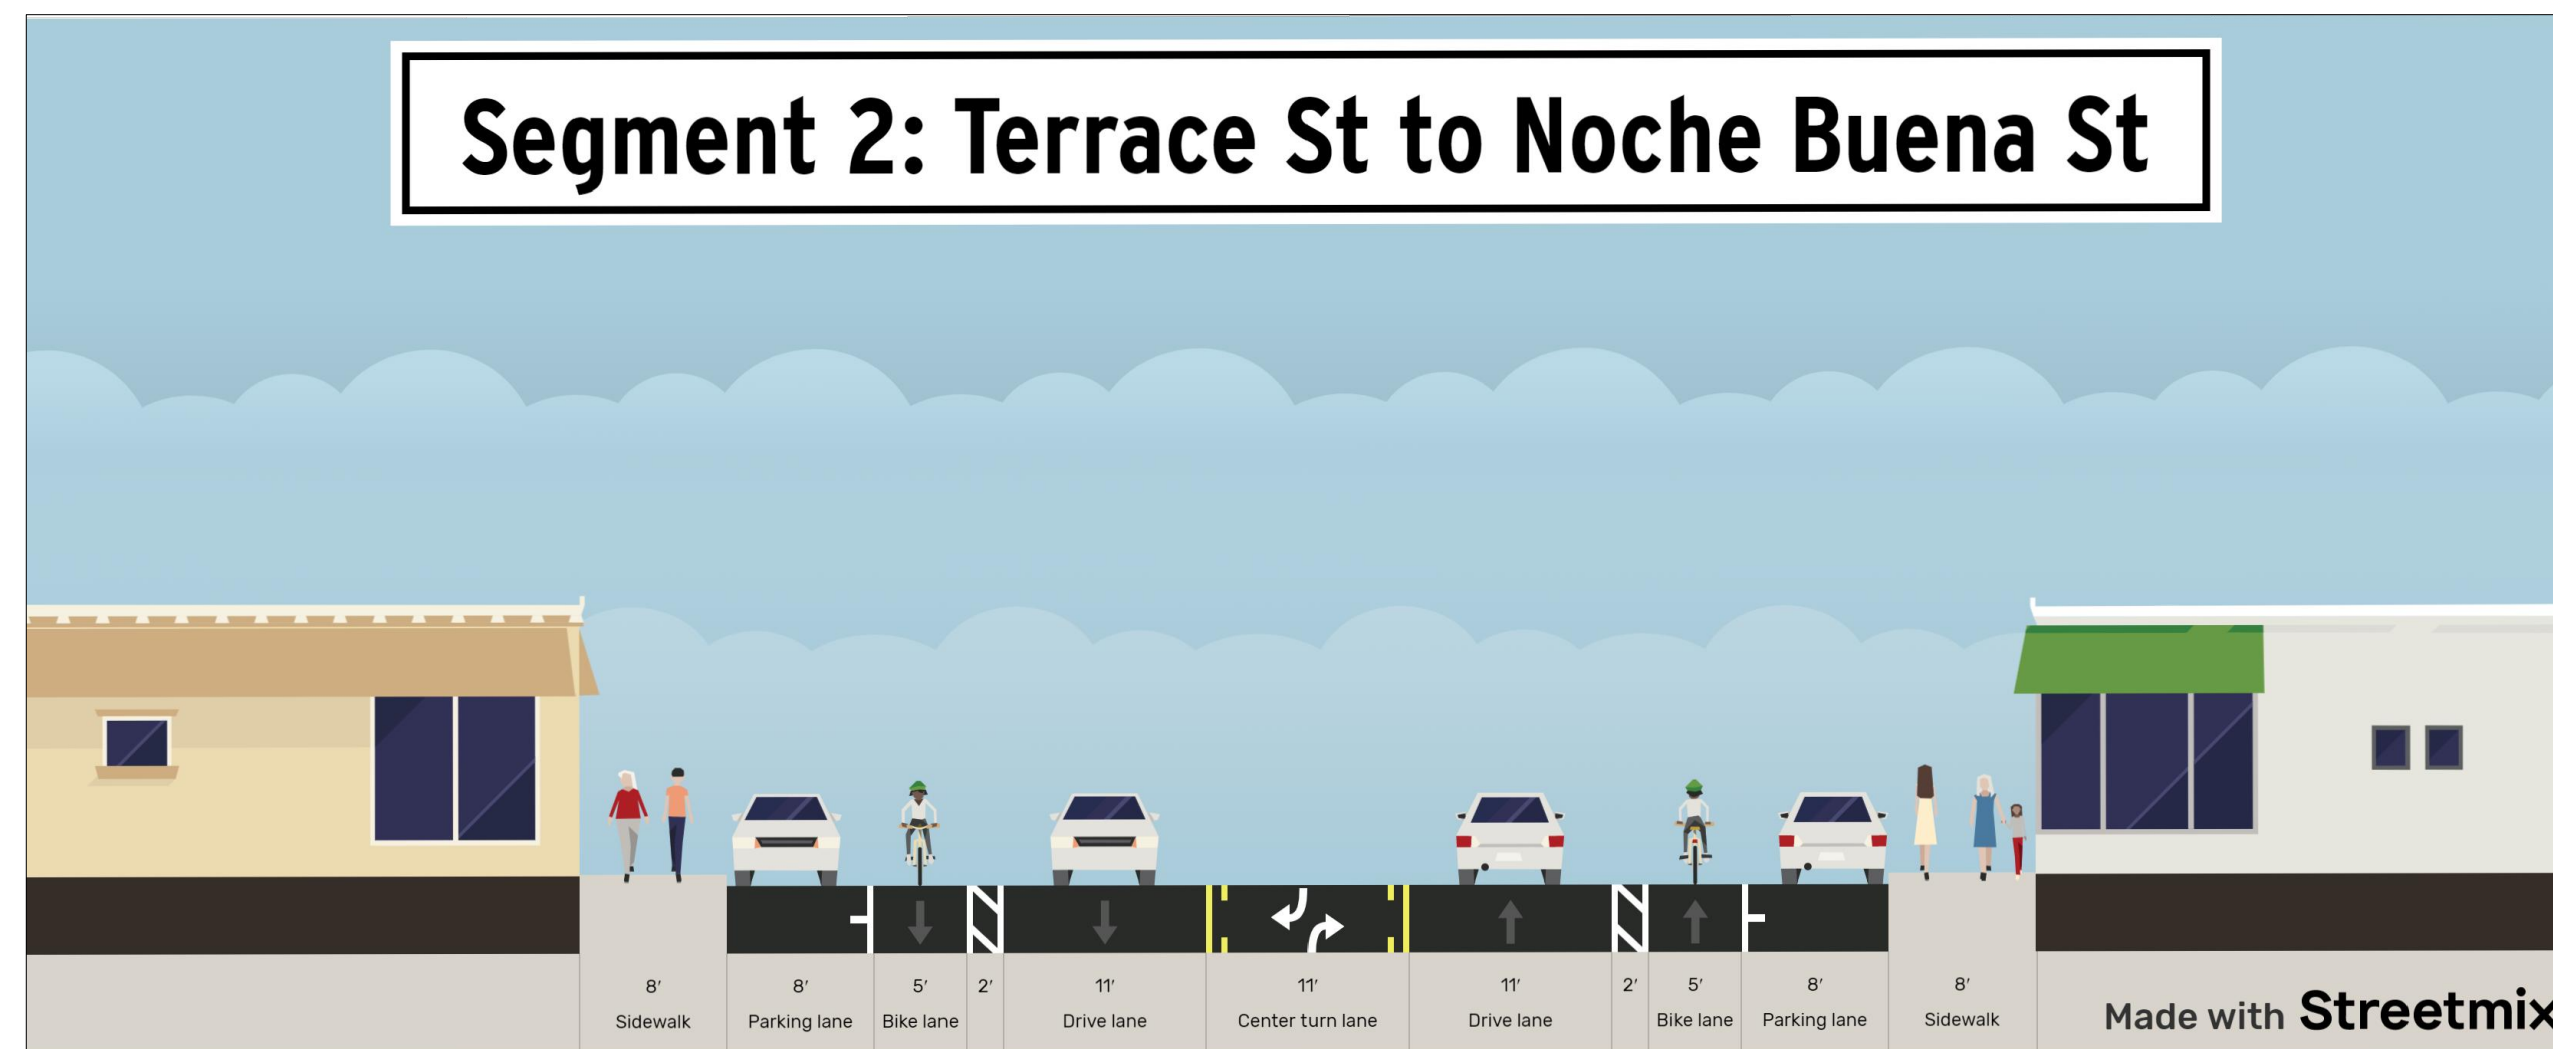 Segment 2: Terrace St to Noche Buena St
8′ 8′ 5′ 2′ 11′ 11′ 11′ 2′ 5′ 8′ 8′
Sidewalk Parking lane Bike lane Drive lane Center turn lane Drive lane Bike lane Parking lane Sidewalk
Made with Streetmix